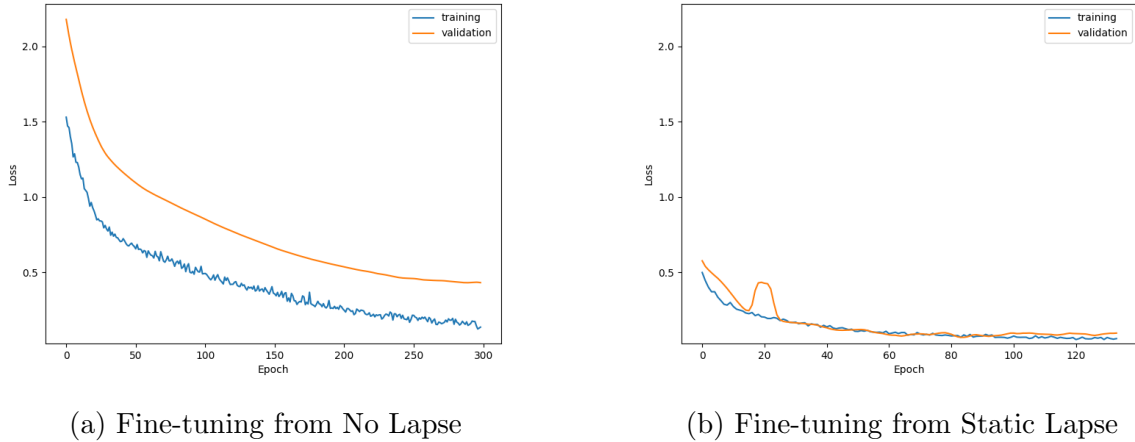 training
validation
2.0
1.5
1.0
0.5
Loss
0
50
100
150
200
250
300
Epoch
(a) Fine-tuning from No Lapse
training
validation
2.0
1.5
1.0
0.5
Loss
0
20
40
60
80
100
120
Epoch
(b) Fine-tuning from Static Lapse